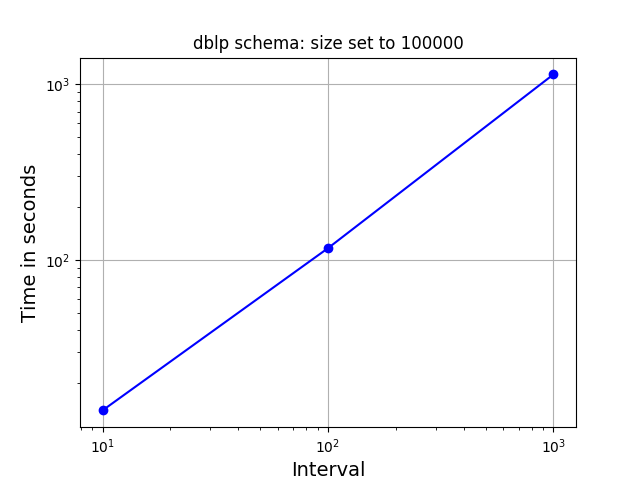 dblp schema: size set to 100000
10³
10²
Time in seconds
10¹ 10² 10³
Interval